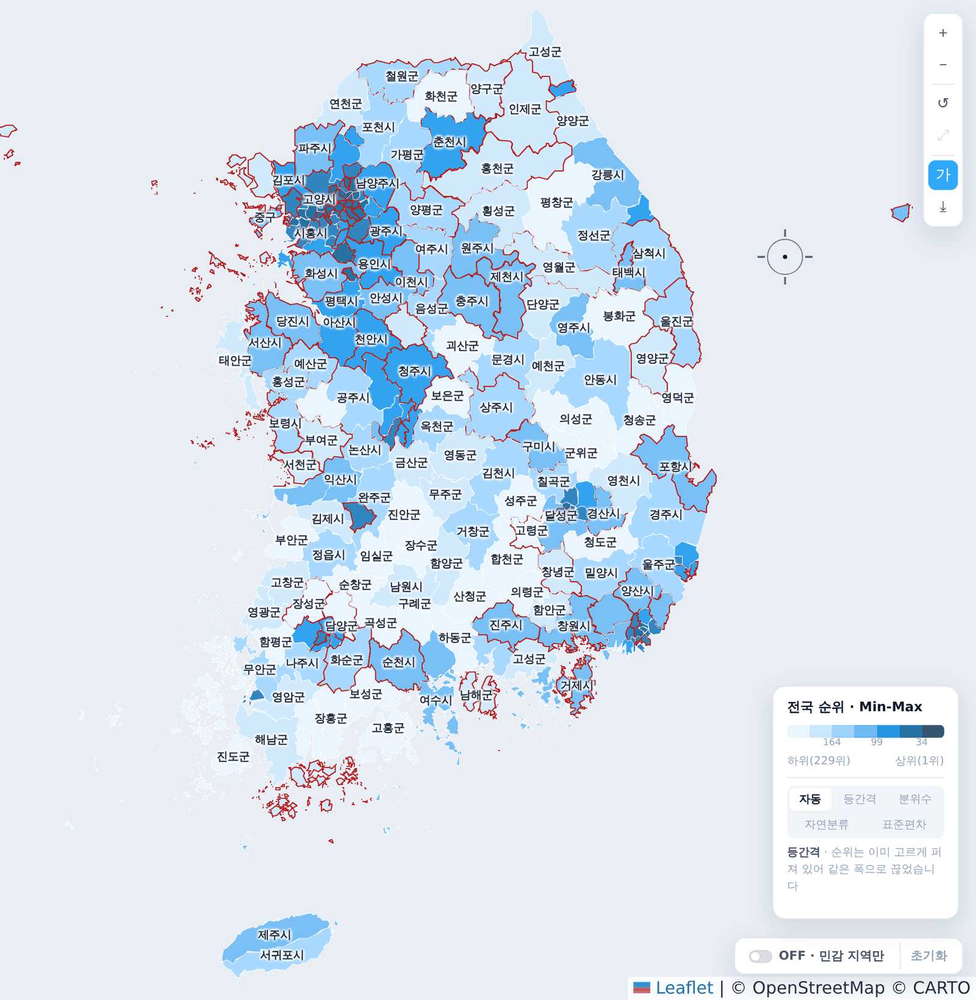 고성군
철원군
양구군
화천군
연천군
인제군
양양군
포천시
춘천시
파주시
가평군
홍천군
강릉시
김포시
남양주시
고양시
평창군
양평군
횡성군
중구
시흥시
광주시
정선군
여주시
원주시
삼척시
용인시
영월군
태백시
화성시
제천시
이천시
안성시
평택시
충주시
단양군
음성군
봉화군
당진시
아산시
울진군
영주시
천안시
서산시
괴산군
태안군
예산군
문경시
영양군
예천군
청주시
안동시
홍성군
보은군
공주시
영덕군
상주시
의성군
청송군
보령시
옥천군
부여군
구미시
논산시
군위군
영동군
금산군
서천군
포항시
김천시
익산시
칠곡군
영천시
무주군
완주군
성주군
진안군
달성군
경산시
경주시
김제시
고령군
거창군
부안군
청도군
장수군
정읍시
임실군
합천군
함양군
울주군
창녕군
밀양시
고창군
순창군
남원시
양산시
의령군
산청군
장성군
구례군
영광군
함안군
곡성군
담양군
진주시
창원시
하동군
함평군
고성군
화순군
순천시
나주시
무안군
거제시
보성군
남해군
영암군
여수시
장흥군
고흥군
해남군
진도군
제주시
서귀포시
+
−
↺
가
전국 순위 · Min-Max
164 99 34
하위(229위) 상위(1위)
자동 등간격 분위수
자연분류 표준편차
등간격 · 순위는 이미 고르게 퍼
져 있어 같은 폭으로 끊었습니
다
OFF · 민감 지역만 초기화
Leaflet | © OpenStreetMap © CARTO